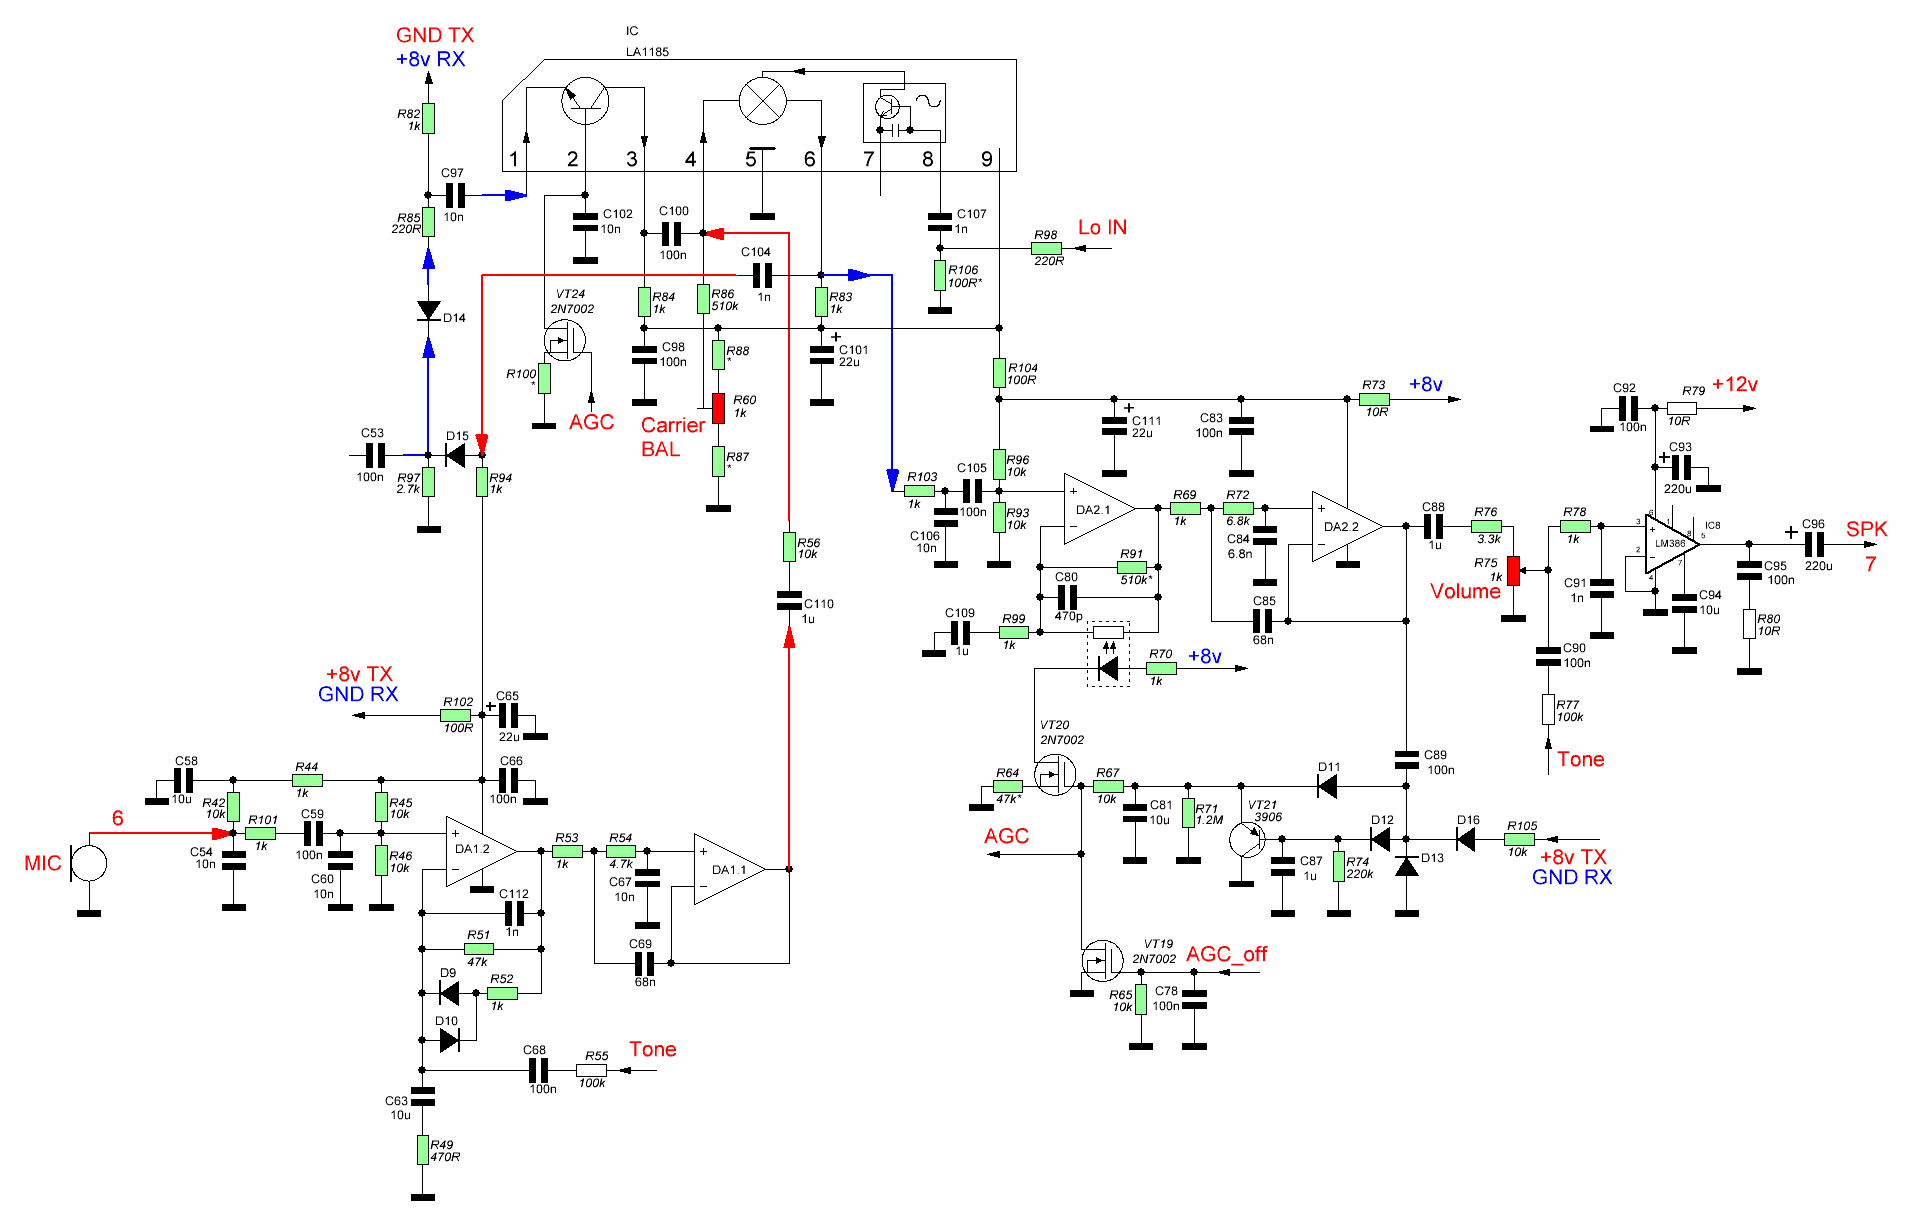 GND TX
+8v RX
IC
LA1185
R82
1k
1
2
3
4
5
6
7
8
9
C97
10n
R85
220R
C102
10n
C100
100n
C104
1n
C107
1n
R98
220R
Lo IN
R106
100R*
VT24
2N7002
D14
R84
1k
R86
510k
R83
1k
C98
100n
R88
*
+
C101
22u
R100
*
AGC
R60
1k
Carrier
BAL
R87
*
R104
100R
R73
10R
+8v
+
C111
22u
C83
100n
C92
100n
R79
10R
+12v
C53
100n
D15
R97
2.7k
R94
1k
R103
1k
C105
100n
R96
10k
R93
10k
C106
10n
+
−
DA2.1
R69
1k
R72
6.8k
C84
6.8n
+
−
DA2.2
C88
1u
R76
3.3k
R75
1k
Volume
R78
1k
C91
1n
+
C93
220u
6
1
8
3
2
4
7
5
+
−
IC8
LM386
+
C96
220u
SPK
7
C95
100n
C94
10u
R80
10R
R56
10k
C110
1u
R91
510k*
C80
470p
C85
68n
C109
1u
R99
1k
R70
1k
+8v
C90
100n
R77
100k
Tone
+8v TX
GND RX
R102
100R
+
C65
22u
C66
100n
C58
10u
R44
1k
R42
10k
R45
10k
6
MIC
R101
1k
C59
100n
C54
10n
C60
10n
R46
10k
+
−
DA1.2
R53
1k
R54
4.7k
C67
10n
+
−
DA1.1
C112
1n
R51
47k
C69
68n
D9
R52
1k
D10
C68
100n
R55
100k
Tone
C63
10u
R49
470R
VT20
2N7002
R64
47k*
R67
10k
C81
10u
R71
1.2M
VT21
3906
D11
C89
100n
D12
D16
R105
10k
+8v TX
GND RX
C87
1u
R74
220k
D13
AGC
VT19
2N7002
AGC_off
R65
10k
C78
100n